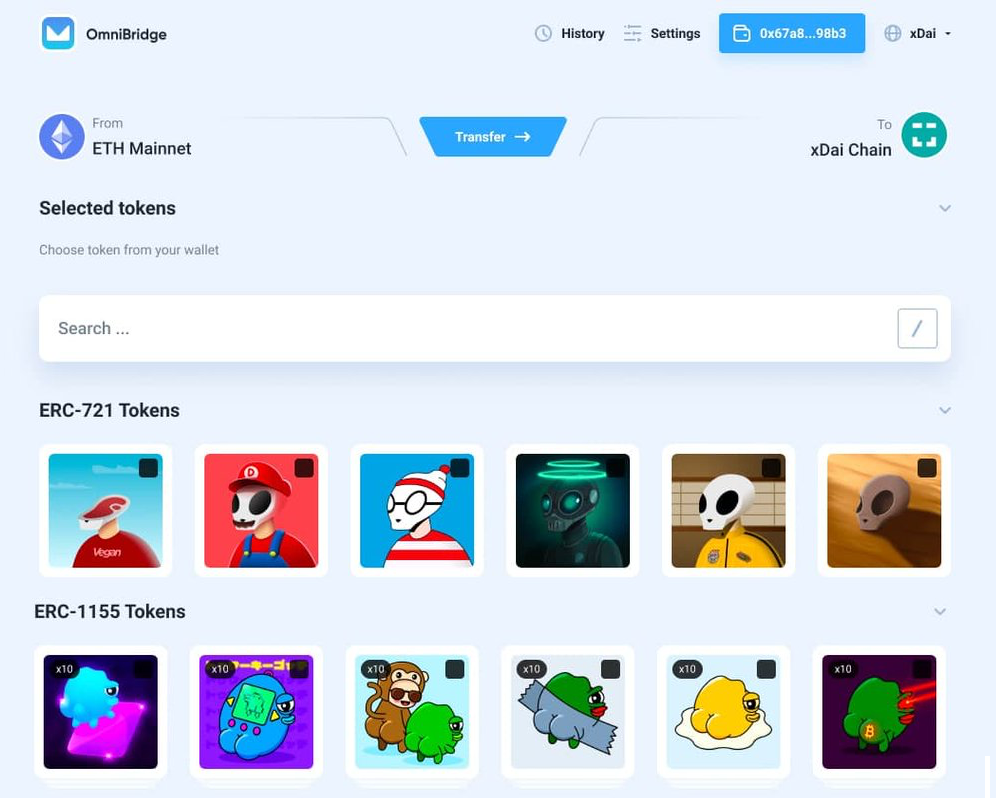 OmniBridge
History
Settings
0x67a8...98b3
xDai
From
ETH Mainnet
Transfer
To
xDai Chain
Selected tokens
Choose token from your wallet
Search ...
/
ERC-721 Tokens
D
Vegan
ERC-1155 Tokens
x10
x10
x10
x10
x10
x10